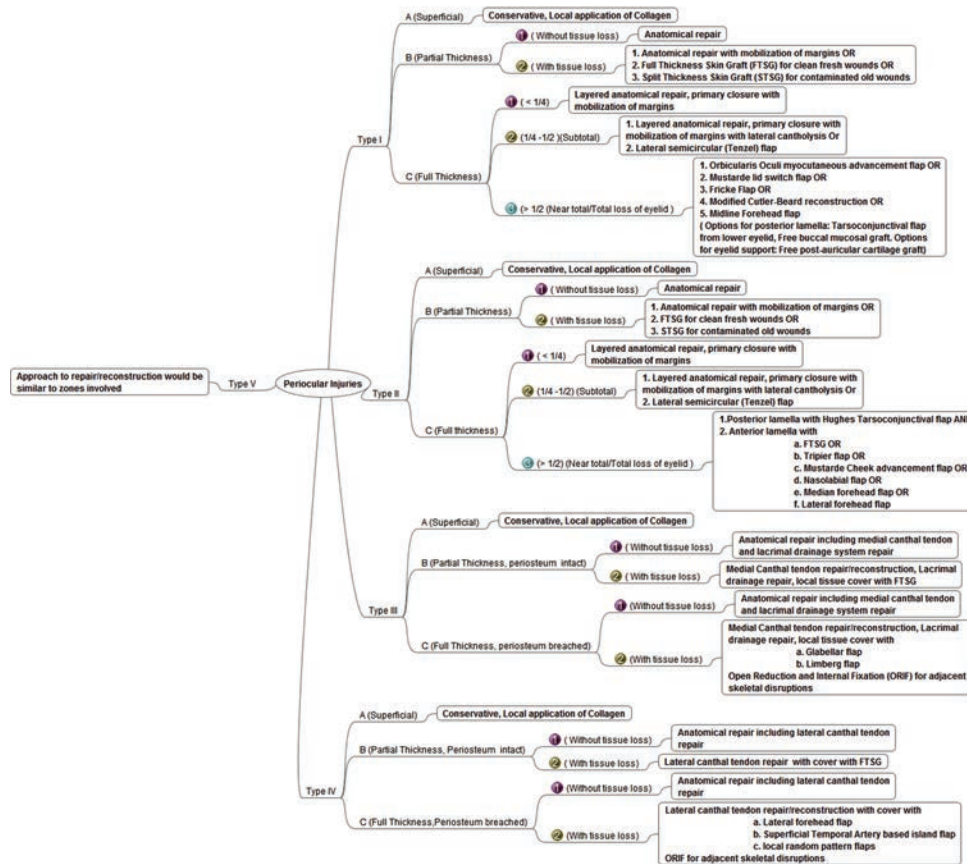 Periocular Injuries
Type I
A (Superficial)
Conservative, Local application of Collagen
B (Partial Thickness)
1 ( Without tissue loss)
Anatomical repair
2 ( With tissue loss)
1. Anatomical repair with mobilization of margins OR
2. Full Thickness Skin Graft (FTSG) for clean fresh wounds OR
3. Split Thickness Skin Graft (STSG) for contaminated old wounds
C (Full Thickness)
1 ( < 1/4)
Layered anatomical repair, primary closure with
mobilization of margins
2 (1/4 -1/2 )(Subtotal)
1. Layered anatomical repair, primary closure with
mobilization of margins with lateral cantholysis Or
2. Lateral semicircular (Tenzel) flap
(> 1/2 (Near total/Total loss of eyelid )
1. Orbicularis Oculi myocutaneous advancement flap OR
2. Mustarde lid switch flap OR
3. Fricke Flap OR
4. Modified Cutler-Beard reconstruction OR
5. Midline Forehead flap
( Options for posterior lamella: Tarsoconjunctival flap
from lower eyelid, Free buccal mucosal graft. Options
for eyelid support: Free post-auricular cartilage graft)
Type II
A (Superficial)
Conservative, Local application of Collagen
B (Partial Thickness)
1 ( Without tissue loss)
Anatomical repair
2 ( With tissue loss)
1. Anatomical repair with mobilization of margins OR
2. FTSG for clean fresh wounds OR
3. STSG for contaminated old wounds
C (Full thickness)
1 ( < 1/4)
Layered anatomical repair, primary closure with
mobilization of margins
2 (1/4 -1/2) (Subtotal)
1. Layered anatomical repair, primary closure with
mobilization of margins with lateral cantholysis Or
2. Lateral semicircular (Tenzel) flap
(> 1/2) (Near total/Total loss of eyelid )
1.Posterior lamella with Hughes Tarsoconjunctival flap AN
2. Anterior lamella with
a. FTSG OR
b. Tripier flap OR
c. Mustarde Cheek advancement flap OR
d. Nasolabial flap OR
e. Median forehead flap OR
f. Lateral forehead flap
Type III
A (Superficial)
Conservative, Local application of Collagen
B (Partial Thickness, periosteum intact)
1 ( Without tissue loss)
Anatomical repair including medial canthal tendon
and lacrimal drainage system repair
2 ( With tissue loss)
Medial Canthal tendon repair/reconstruction, Lacrimal
drainage repair, local tissue cover with FTSG
C (Full Thickness, periosteum breached)
1 (Without tissue loss)
Anatomical repair including medial canthal tendon
and lacrimal drainage system repair
2 (With tissue loss)
Medial Canthal tendon repair/reconstruction, Lacrimal
drainage repair, local tissue cover with
a. Glabellar flap
b. Limberg flap
Open Reduction and Internal Fixation (ORIF) for adjacent
skeletal disruptions
Type IV
A (Superficial)
Conservative, Local application of Collagen
B (Partial Thickness, Periosteum intact)
1 ( Without tissue loss)
Anatomical repair including lateral canthal tendon
repair
2 ( With tissue loss)
Lateral canthal tendon repair with cover with FTSG
C (Full Thickness,Periosteum breached)
1 (Without tissue loss)
Anatomical repair including lateral canthal tendon
repair
2 (With tissue loss)
Lateral canthal tendon repair/reconstruction with cover with
a. Lateral forehead flap
b. Superficial Temporal Artery based island flap
c. local random pattern flaps
ORIF for adjacent skeletal disruptions
Type V
Approach to repair/reconstruction would be
similar to zones involved